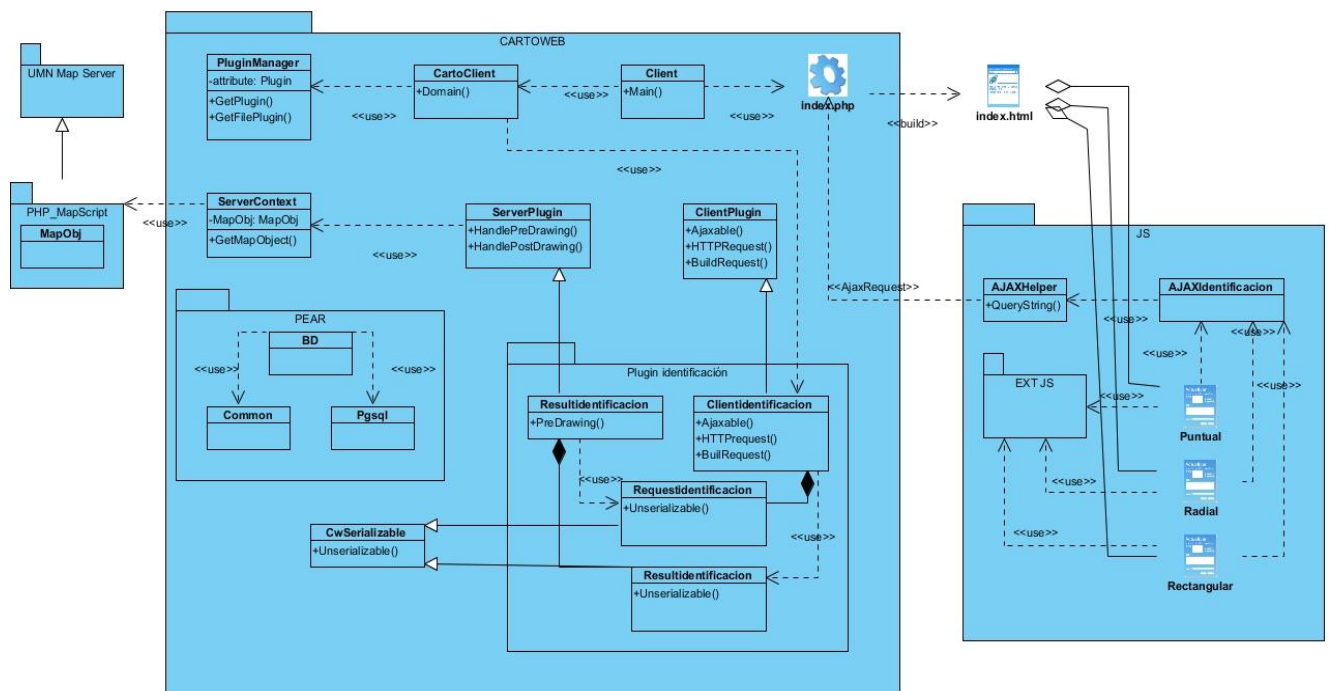 CARTOWEB
UMN Map Server
PluginManager
-attribute: Plugin
+GetPlugin()
+GetFilePlugin()
<<use>>
CartoClient
+Domain()
<<use>>
Client
+Main()
<<use>>
index.php
<<build>>
index.html
<<use>>
PHP_MapScript
MapObj
<<use>>
ServerContext
-MapObj: MapObj
+GetMapObject()
<<use>>
ServerPlugin
+HandlePreDrawing()
+HandlePostDrawing()
ClientPlugin
+Ajaxable()
+HTTPRequest()
+BuildRequest()
<<AjaxRequest>>
JS
AJAXHelper
+QueryString()
<<use>>
AJAXIdentificacion
<<use>>
<<use>>
<<use>>
EXT JS
<<use>>
Puntual
<<use>>
Radial
<<use>>
Rectangular
PEAR
BD
<<use>>
<<use>>
Common
Pgsql
Plugin identificación
Resultidentificacion
+PreDrawing()
Clientidentificacion
+Ajaxable()
+HTTPrequest()
+BuilRequest()
<<use>>
Requestidentificacion
+Unserializable()
<<use>>
CwSerializable
+Unserializable()
Resultidentificacion
+Unserializable()